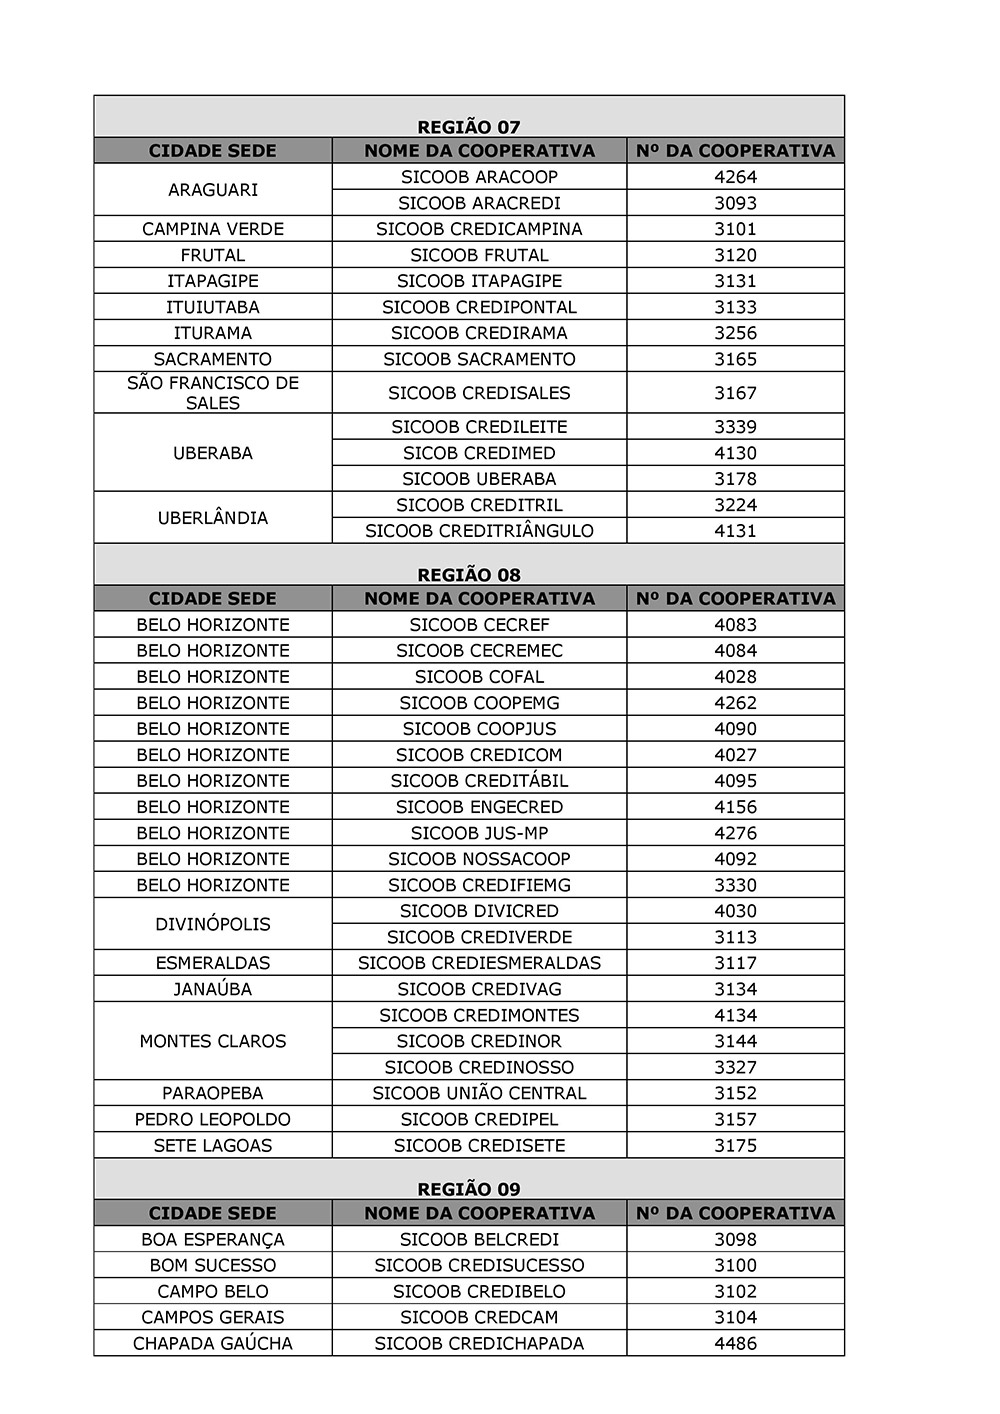 REGIÃO 07
CIDADE SEDE NOME DA COOPERATIVA Nº DA COOPERATIVA
ARAGUARI SICOOB ARACOOP 4264
SICOOB ARACREDI 3093
CAMPINA VERDE SICOOB CREDICAMPINA 3101
FRUTAL SICOOB FRUTAL 3120
ITAPAGIPE SICOOB ITAPAGIPE 3131
ITUIUTABA SICOOB CREDIPONTAL 3133
ITURAMA SICOOB CREDIRAMA 3256
SACRAMENTO SICOOB SACRAMENTO 3165
SÃO FRANCISCO DE
SALES SICOOB CREDISALES 3167
UBERABA SICOOB CREDILEITE 3339
SICOB CREDIMED 4130
SICOOB UBERABA 3178
UBERLÂNDIA SICOOB CREDITRIL 3224
SICOOB CREDITRIÂNGULO 4131
REGIÃO 08
CIDADE SEDE NOME DA COOPERATIVA Nº DA COOPERATIVA
BELO HORIZONTE SICOOB CECREF 4083
BELO HORIZONTE SICOOB CECREMEC 4084
BELO HORIZONTE SICOOB COFAL 4028
BELO HORIZONTE SICOOB COOPEMG 4262
BELO HORIZONTE SICOOB COOPJUS 4090
BELO HORIZONTE SICOOB CREDICOM 4027
BELO HORIZONTE SICOOB CREDITÁBIL 4095
BELO HORIZONTE SICOOB ENGECRED 4156
BELO HORIZONTE SICOOB JUS-MP 4276
BELO HORIZONTE SICOOB NOSSACOOP 4092
BELO HORIZONTE SICOOB CREDIFIEMG 3330
DIVINÓPOLIS SICOOB DIVICRED 4030
SICOOB CREDIVERDE 3113
ESMERALDAS SICOOB CREDIESMERALDAS 3117
JANAÚBA SICOOB CREDIVAG 3134
MONTES CLAROS SICOOB CREDIMONTES 4134
SICOOB CREDINOR 3144
SICOOB CREDINOSSO 3327
PARAOPEBA SICOOB UNIÃO CENTRAL 3152
PEDRO LEOPOLDO SICOOB CREDIPEL 3157
SETE LAGOAS SICOOB CREDISETE 3175
REGIÃO 09
CIDADE SEDE NOME DA COOPERATIVA Nº DA COOPERATIVA
BOA ESPERANÇA SICOOB BELCREDI 3098
BOM SUCESSO SICOOB CREDISUCESSO 3100
CAMPO BELO SICOOB CREDIBELO 3102
CAMPOS GERAIS SICOOB CREDCAM 3104
CHAPADA GAÚCHA SICOOB CREDICHAPADA 4486